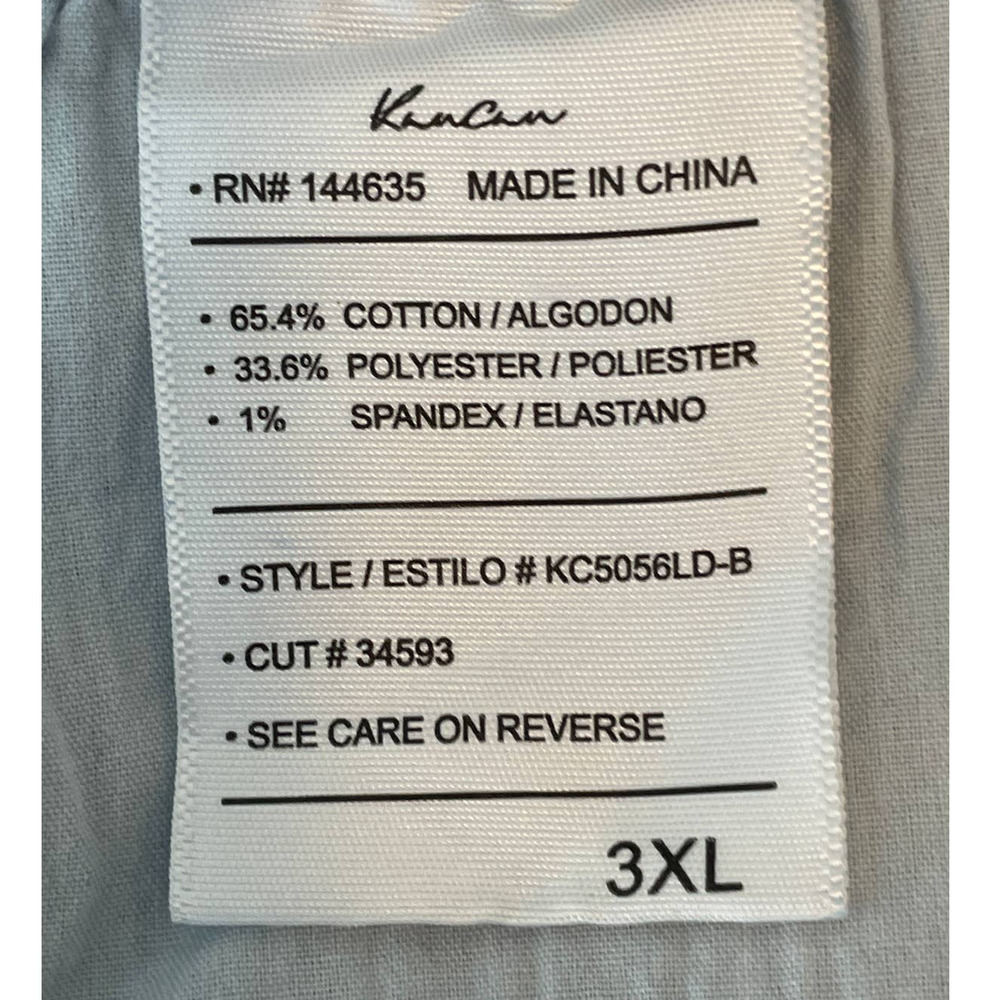 KanCan
• RN# 144635 MADE IN CHINA
• 65.4% COTTON / ALGODON
• 33.6% POLYESTER / POLIESTER
• 1% SPANDEX / ELASTANO
• STYLE / ESTILO # KC5056LD-B
• CUT # 34593
• SEE CARE ON REVERSE
3XL